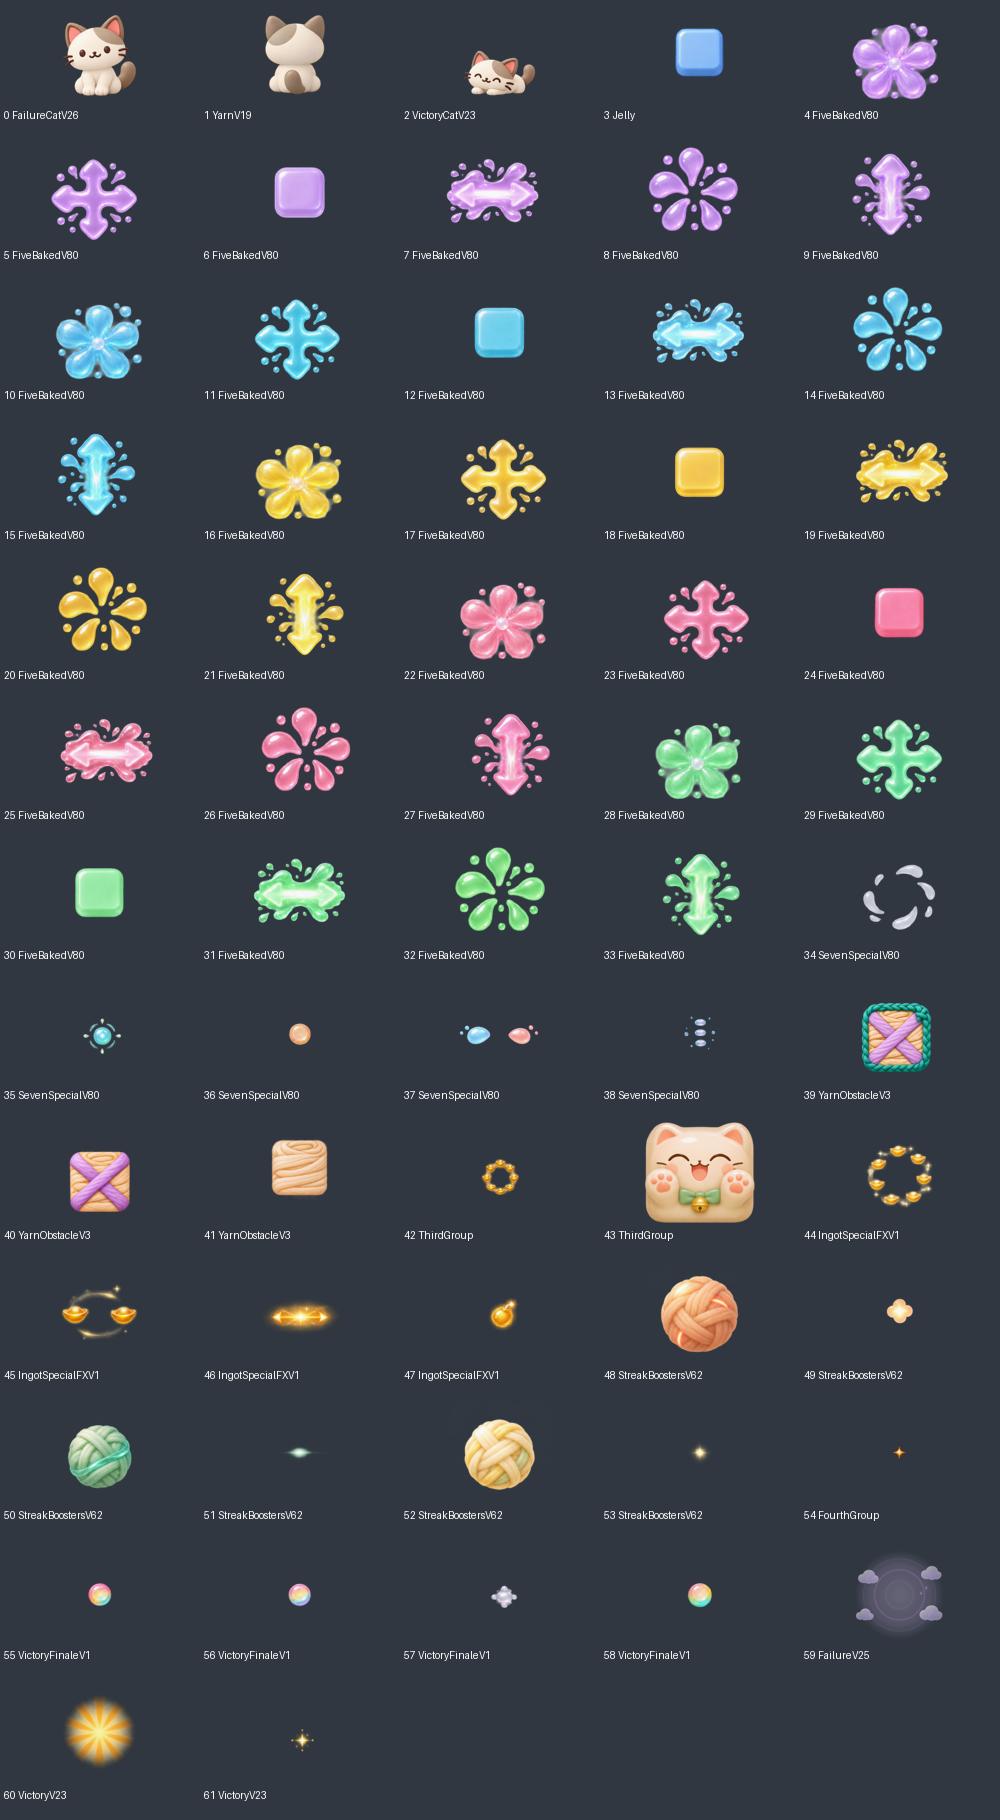 0 FailureCatV26
1 YarnV19
2 VictoryCatV23
3 Jelly
4 FiveBakedV80
5 FiveBakedV80
6 FiveBakedV80
7 FiveBakedV80
8 FiveBakedV80
9 FiveBakedV80
10 FiveBakedV80
11 FiveBakedV80
12 FiveBakedV80
13 FiveBakedV80
14 FiveBakedV80
15 FiveBakedV80
16 FiveBakedV80
17 FiveBakedV80
18 FiveBakedV80
19 FiveBakedV80
20 FiveBakedV80
21 FiveBakedV80
22 FiveBakedV80
23 FiveBakedV80
24 FiveBakedV80
25 FiveBakedV80
26 FiveBakedV80
27 FiveBakedV80
28 FiveBakedV80
29 FiveBakedV80
30 FiveBakedV80
31 FiveBakedV80
32 FiveBakedV80
33 FiveBakedV80
34 SevenSpecialV80
35 SevenSpecialV80
36 SevenSpecialV80
37 SevenSpecialV80
38 SevenSpecialV80
39 YarnObstacleV3
40 YarnObstacleV3
41 YarnObstacleV3
42 ThirdGroup
43 ThirdGroup
44 IngotSpecialFXV1
45 IngotSpecialFXV1
46 IngotSpecialFXV1
47 IngotSpecialFXV1
48 StreakBoostersV62
49 StreakBoostersV62
50 StreakBoostersV62
51 StreakBoostersV62
52 StreakBoostersV62
53 StreakBoostersV62
54 FourthGroup
55 VictoryFinaleV1
56 VictoryFinaleV1
57 VictoryFinaleV1
58 VictoryFinaleV1
59 FailureV25
60 VictoryV23
61 VictoryV23